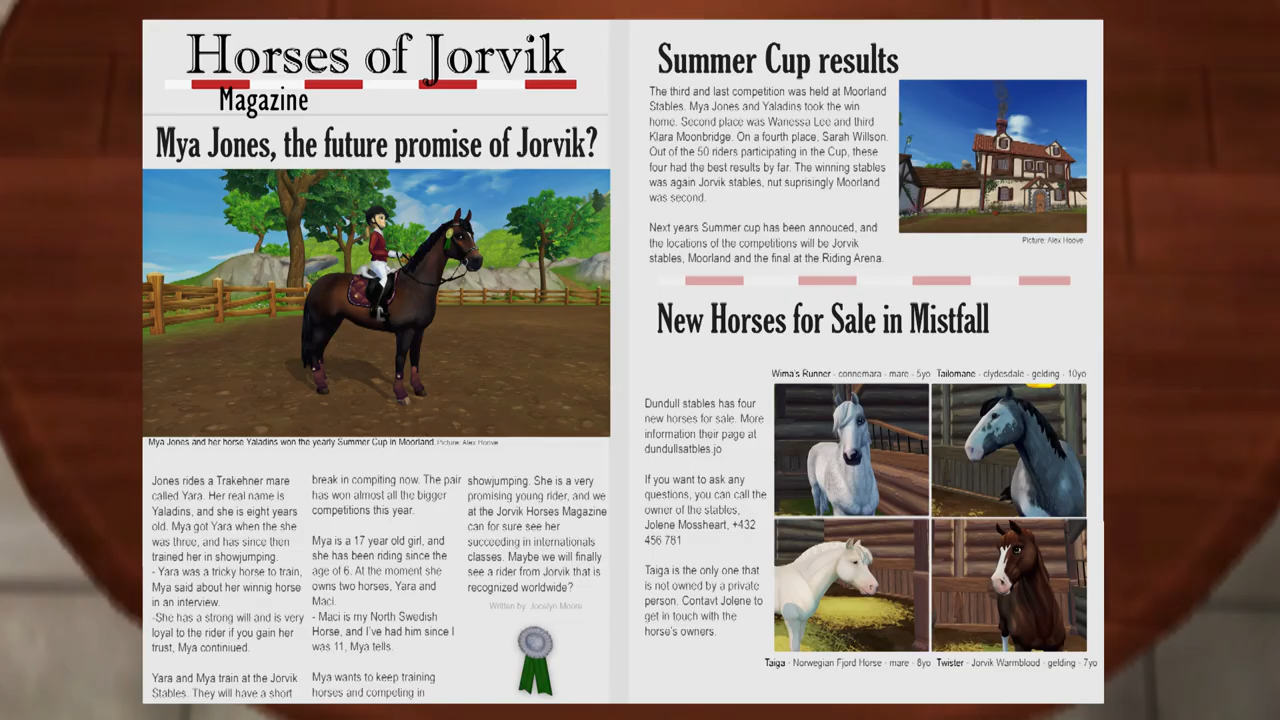 Horses of Jorvik
Magazine
Mya Jones, the future promise of Jorvik?
Mya Jones and her horse Yaladins won the yearly Summer Cup in Moorland. Picture: Alex Hoove
Jones rides a Trakehner mare
called Yara. Her real name is
Yaladins, and she is eight years
old. Mya got Yara when the she
was three, and has since then
trained her in showjumping.
- Yara was a tricky horse to train,
Mya said about her winnig horse
in an interview.
-She has a strong will and is very
loyal to the rider if you gain her
trust, Mya continiued.
Yara and Mya train at the Jorvik
Stables. They will have a short
break in compiting now. The pair
has won almost all the bigger
competitions this year.
Mya is a 17 year old girl, and
she has been riding since the
age of 6. At the moment she
owns two horses, Yara and
Maci.
- Maci is my North Swedish
Horse, and I've had him since I
was 11, Mya tells.
Mya wants to keep training
horses and competing in
showjumping. She is a very
promising young rider, and we
at the Jorvik Horses Magazine
can for sure see her
succeeding in internationals
classes. Maybe we will finally
see a rider from Jorvik that is
recognized worldwide?
Written by: Jocelyn Moore
Summer Cup results
The third and last competition was held at Moorland
Stables. Mya Jones and Yaladins took the win
home. Second place was Wanessa Lee and third
Klara Moonbridge. On a fourth place, Sarah Willson.
Out of the 50 riders participating in the Cup, these
four had the best results by far. The winning stables
was again Jorvik stables, nut suprisingly Moorland
was second.
Next years Summer cup has been annouced, and
the locations of the competitions will be Jorvik
stables, Moorland and the final at the Riding Arena.
Picture: Alex Hoove
New Horses for Sale in Mistfall
Dundull stables has four
new horses for sale. More
information their page at
dundullsatbles.jo
If you want to ask any
questions, you can call the
owner of the stables,
Jolene Mossheart, +432
456 781
Taiga is the only one that
is not owned by a private
person. Contavt Jolene to
get in touch with the
horse's owners.
Wima's Runner - connemara - mare - 5yo
Tailomane - clydesdale - gelding - 10yo
Taiga - Norwegian Fjord Horse - mare - 8yo
Twister - Jorvik Warmblood - gelding - 7yo